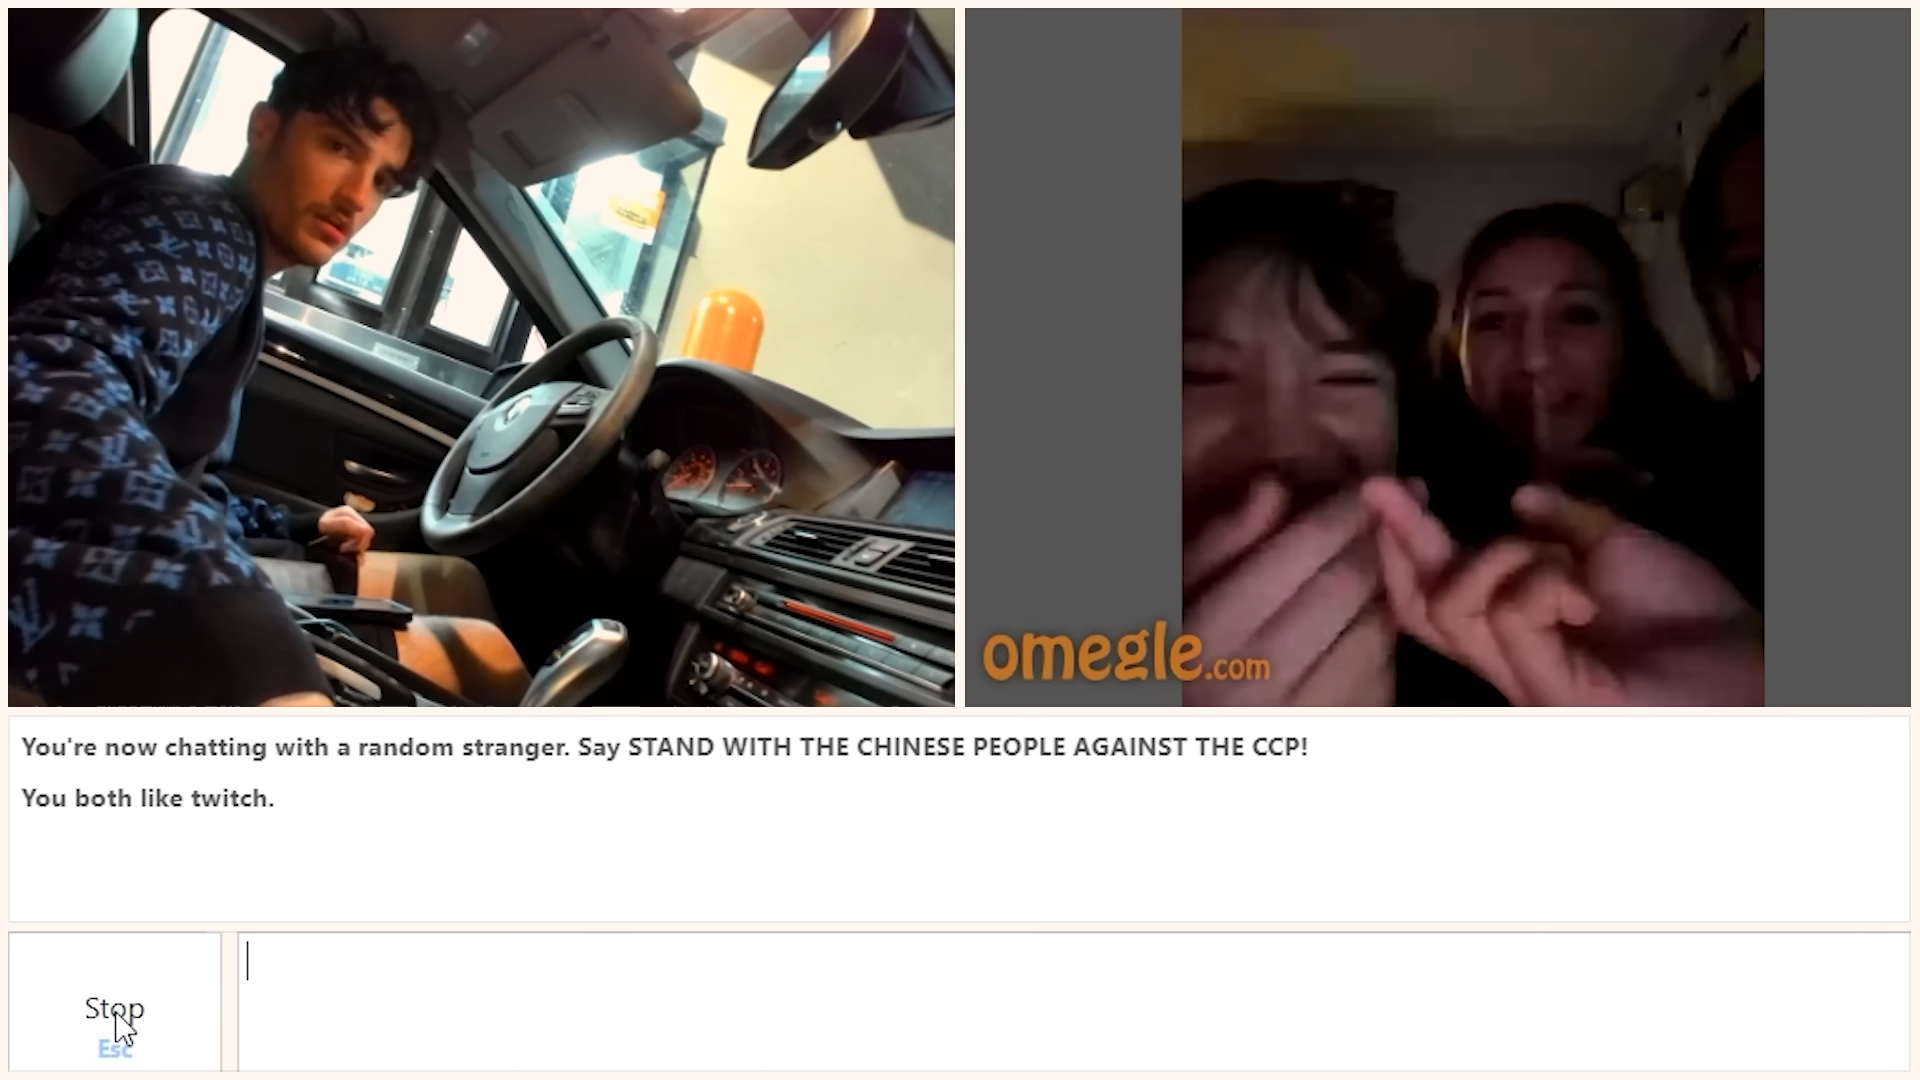 omegle.com
You're now chatting with a random stranger. Say STAND WITH THE CHINESE PEOPLE AGAINST THE CCP!
You both like twitch.
Stop
Esc